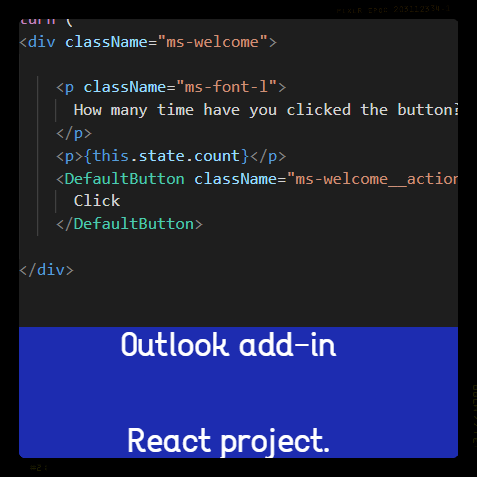 turn (
<div className="ms-welcome">
<p className="ms-font-l">
How many time have you clicked the button?
</p>
<p>{this.state.count}</p>
<DefaultButton className="ms-welcome__action
Click
</DefaultButton>
</div>
Outlook add-in
React project.